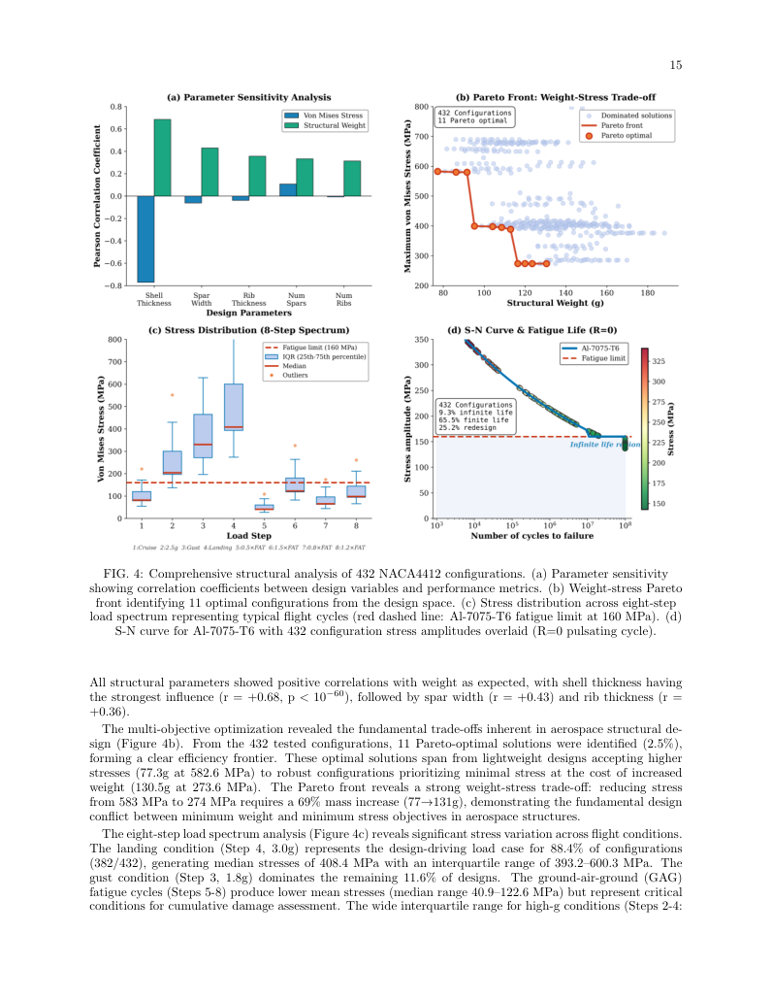 15
(a) Parameter Sensitivity Analysis
Pearson Correlation Coefficient
0.8
0.6
0.4
0.2
0.0
−0.2
−0.4
−0.6
−0.8
Von Mises Stress
Structural Weight
Shell Thickness
Spar Width
Rib Thickness
Num Spars
Num Ribs
Design Parameters
(b) Pareto Front: Weight-Stress Trade-off
Maximum von Mises Stress (MPa)
800
700
600
500
400
300
200
432 Configurations
11 Pareto optimal
Dominated solutions
Pareto front
Pareto optimal
80 100 120 140 160 180
Structural Weight (g)
(c) Stress Distribution (8-Step Spectrum)
Von Mises Stress (MPa)
800
700
600
500
400
300
200
100
0
Fatigue limit (160 MPa)
IQR (25th-75th percentile)
Median
Outliers
1 2 3 4 5 6 7 8
Load Step
1:Cruise 2:2.5g 3:Gust 4:Landing 5:0.5×FAT 6:1.5×FAT 7:0.8×FAT 8:1.2×FAT
(d) S-N Curve & Fatigue Life (R=0)
Stress amplitude (MPa)
350
300
250
200
150
100
50
0
Al-7075-T6
Fatigue limit
432 Configurations
9.3% infinite life
65.5% finite life
25.2% redesign
Infinite life region
10³ 10⁴ 10⁵ 10⁶ 10⁷ 10⁸
Number of cycles to failure
325
300
275
250
225
200
175
150
Stress (MPa)
FIG. 4: Comprehensive structural analysis of 432 NACA4412 configurations. (a) Parameter sensitivity
showing correlation coefficients between design variables and performance metrics. (b) Weight-stress Pareto
front identifying 11 optimal configurations from the design space. (c) Stress distribution across eight-step
load spectrum representing typical flight cycles (red dashed line: Al-7075-T6 fatigue limit at 160 MPa). (d)
S-N curve for Al-7075-T6 with 432 configuration stress amplitudes overlaid (R=0 pulsating cycle).
All structural parameters showed positive correlations with weight as expected, with shell thickness having
the strongest influence (r = +0.68, p < 10⁻⁶⁰), followed by spar width (r = +0.43) and rib thickness (r =
+0.36).
The multi-objective optimization revealed the fundamental trade-offs inherent in aerospace structural de-
sign (Figure 4b). From the 432 tested configurations, 11 Pareto-optimal solutions were identified (2.5%),
forming a clear efficiency frontier. These optimal solutions span from lightweight designs accepting higher
stresses (77.3g at 582.6 MPa) to robust configurations prioritizing minimal stress at the cost of increased
weight (130.5g at 273.6 MPa). The Pareto front reveals a strong weight-stress trade-off: reducing stress
from 583 MPa to 274 MPa requires a 69% mass increase (77→131g), demonstrating the fundamental design
conflict between minimum weight and minimum stress objectives in aerospace structures.
The eight-step load spectrum analysis (Figure 4c) reveals significant stress variation across flight conditions.
The landing condition (Step 4, 3.0g) represents the design-driving load case for 88.4% of configurations
(382/432), generating median stresses of 408.4 MPa with an interquartile range of 393.2–600.3 MPa. The
gust condition (Step 3, 1.8g) dominates the remaining 11.6% of designs. The ground-air-ground (GAG)
fatigue cycles (Steps 5-8) produce lower mean stresses (median range 40.9–122.6 MPa) but represent critical
conditions for cumulative damage assessment. The wide interquartile range for high-g conditions (Steps 2-4: